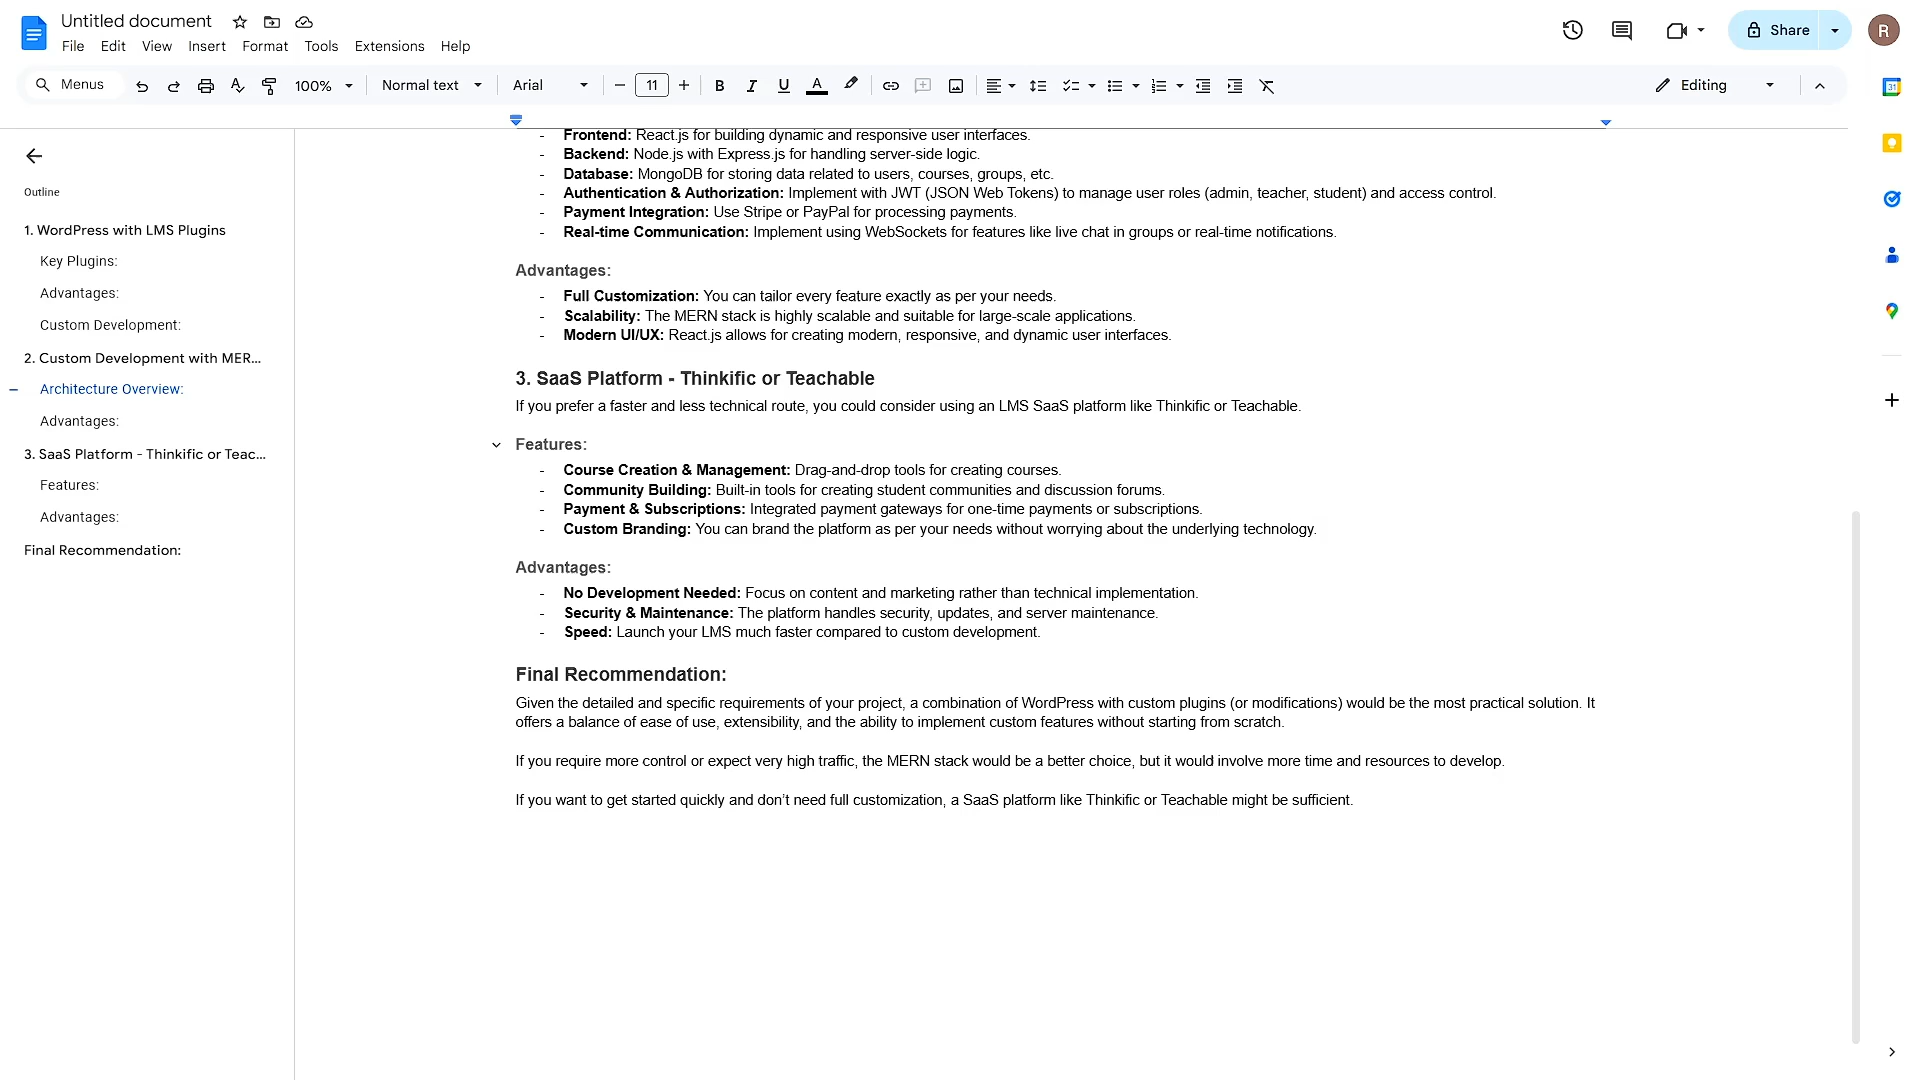 Untitled document
File Edit View Insert Format Tools Extensions Help
Share
R
Menus
100%
Normal text
Arial
11
B I U A
Editing
31
Outline
1. WordPress with LMS Plugins
Key Plugins:
Advantages:
Custom Development:
2. Custom Development with MER...
Architecture Overview:
Advantages:
3. SaaS Platform - Thinkific or Teac...
Features:
Advantages:
Final Recommendation:
- Frontend: React.js for building dynamic and responsive user interfaces.
- Backend: Node.js with Express.js for handling server-side logic.
- Database: MongoDB for storing data related to users, courses, groups, etc.
- Authentication & Authorization: Implement with JWT (JSON Web Tokens) to manage user roles (admin, teacher, student) and access control.
- Payment Integration: Use Stripe or PayPal for processing payments.
- Real-time Communication: Implement using WebSockets for features like live chat in groups or real-time notifications.
Advantages:
- Full Customization: You can tailor every feature exactly as per your needs.
- Scalability: The MERN stack is highly scalable and suitable for large-scale applications.
- Modern UI/UX: React.js allows for creating modern, responsive, and dynamic user interfaces.
3. SaaS Platform - Thinkific or Teachable
If you prefer a faster and less technical route, you could consider using an LMS SaaS platform like Thinkific or Teachable.
Features:
- Course Creation & Management: Drag-and-drop tools for creating courses.
- Community Building: Built-in tools for creating student communities and discussion forums.
- Payment & Subscriptions: Integrated payment gateways for one-time payments or subscriptions.
- Custom Branding: You can brand the platform as per your needs without worrying about the underlying technology.
Advantages:
- No Development Needed: Focus on content and marketing rather than technical implementation.
- Security & Maintenance: The platform handles security, updates, and server maintenance.
- Speed: Launch your LMS much faster compared to custom development.
Final Recommendation:
Given the detailed and specific requirements of your project, a combination of WordPress with custom plugins (or modifications) would be the most practical solution. It
offers a balance of ease of use, extensibility, and the ability to implement custom features without starting from scratch.
If you require more control or expect very high traffic, the MERN stack would be a better choice, but it would involve more time and resources to develop.
If you want to get started quickly and don’t need full customization, a SaaS platform like Thinkific or Teachable might be sufficient.